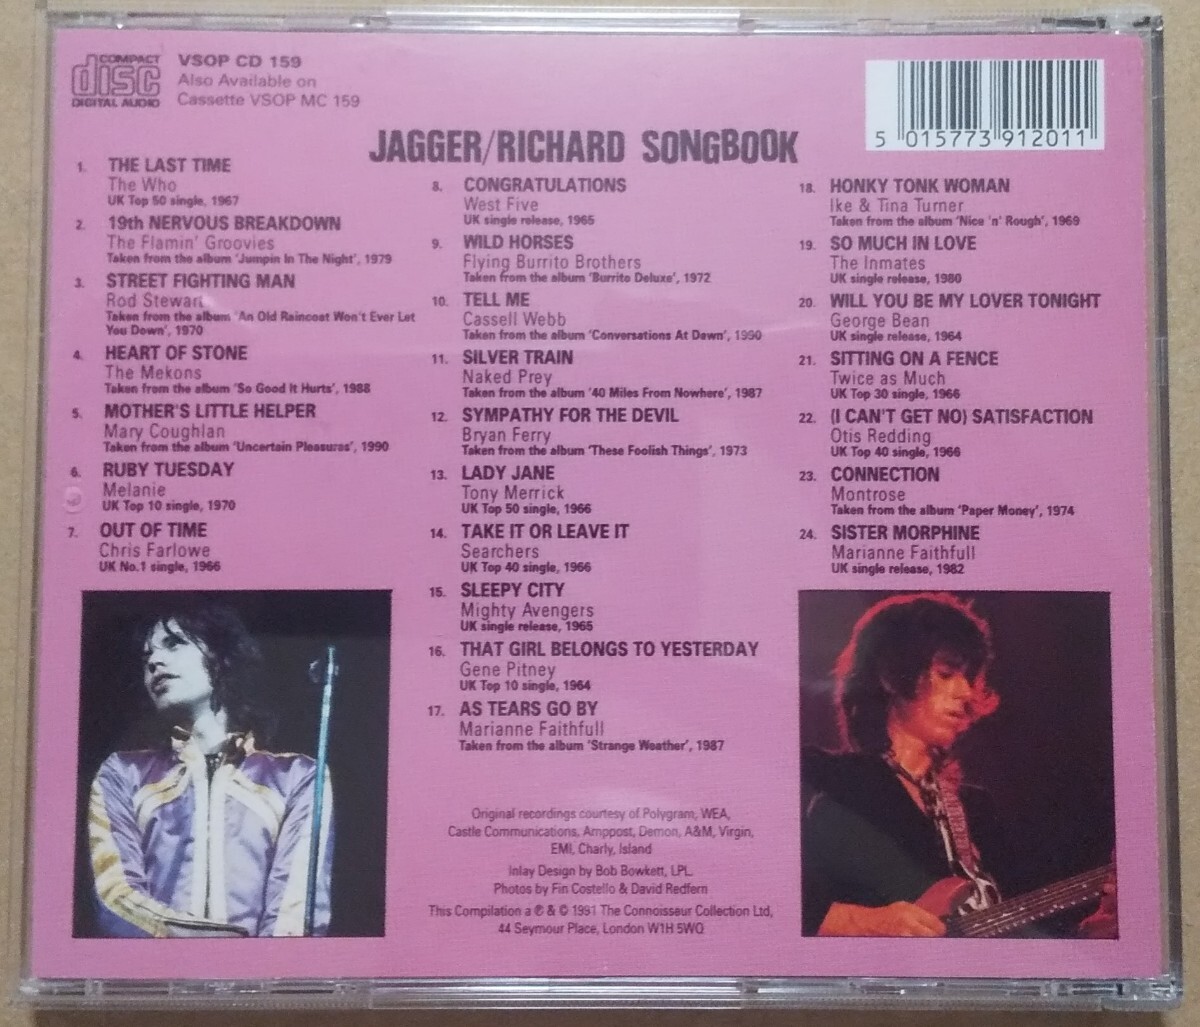 COMPACT
disc
DIGITAL AUDIO
VSOP CD 159
Also Available on
Cassette VSOP MC 159
5 015773 912011
JAGGER/RICHARD SONGBOOK
1. THE LAST TIME
The Who
UK Top 50 single, 1967
2. 19th NERVOUS BREAKDOWN
The Flamin' Groovies
Taken from the album 'Jumpin In The Night', 1979
3. STREET FIGHTING MAN
Rod Stewart
Taken from the album 'An Old Raincoat Won't Ever Let
You Down', 1970
4. HEART OF STONE
The Mekons
Taken from the album 'So Good It Hurts', 1988
5. MOTHER'S LITTLE HELPER
Mary Coughlan
Taken from the album 'Uncertain Pleasures', 1990
6. RUBY TUESDAY
Melanie
UK Top 10 single, 1970
7. OUT OF TIME
Chris Farlowe
UK No.1 single, 1966
8. CONGRATULATIONS
West Five
UK single release, 1965
9. WILD HORSES
Flying Burrito Brothers
Taken from the album 'Burrito Deluxe', 1972
10. TELL ME
Cassell Webb
Taken from the album 'Conversations At Dawn', 1990
11. SILVER TRAIN
Naked Prey
Taken from the album '40 Miles From Nowhere', 1987
12. SYMPATHY FOR THE DEVIL
Bryan Ferry
Taken from the album 'These Foolish Things', 1973
13. LADY JANE
Tony Merrick
UK Top 50 single, 1966
14. TAKE IT OR LEAVE IT
Searchers
UK Top 40 single, 1966
15. SLEEPY CITY
Mighty Avengers
UK single release, 1965
16. THAT GIRL BELONGS TO YESTERDAY
Gene Pitney
UK Top 10 single, 1964
17. AS TEARS GO BY
Marianne Faithfull
Taken from the album 'Strange Weather', 1987
18. HONKY TONK WOMAN
Ike & Tina Turner
Taken from the album 'Nice 'n' Rough', 1969
19. SO MUCH IN LOVE
The Inmates
UK single release, 1980
20. WILL YOU BE MY LOVER TONIGHT
George Bean
UK single release, 1964
21. SITTING ON A FENCE
Twice as Much
UK Top 30 single, 1966
22. (I CAN'T GET NO) SATISFACTION
Otis Redding
UK Top 40 single, 1966
23. CONNECTION
Montrose
Taken from the album 'Paper Money', 1974
24. SISTER MORPHINE
Marianne Faithfull
UK single release, 1982
Original recordings courtesy of Polygram, WEA,
Castle Communications, Amppost, Demon, A&M, Virgin,
EMI, Charly, Island
Inlay Design by Bob Bowkett, LPL.
Photos by Fin Costello & David Redfern
This Compilation a ℗ & © 1991 The Connoisseur Collection Ltd,
44 Seymour Place, London W1H 5WQ